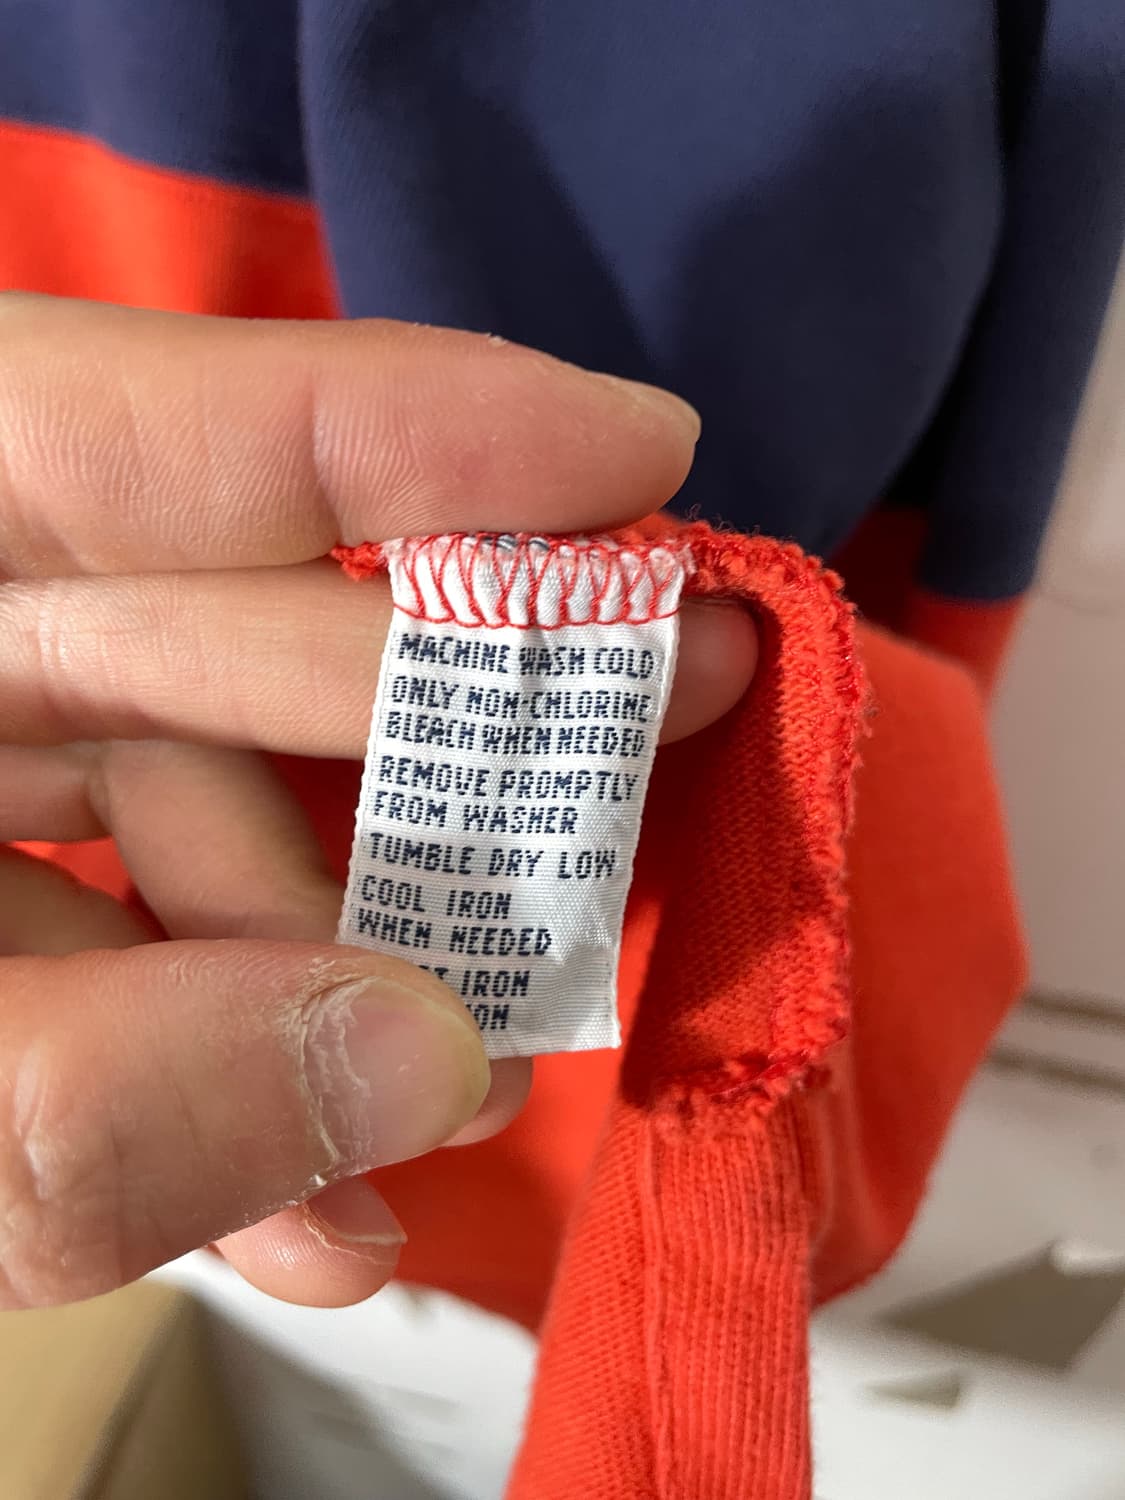 MACHINE WASH COLD
ONLY NON-CHLORINE
BLEACH WHEN NEEDED
REMOVE PROMPTLY
FROM WASHER
TUMBLE DRY LOW
COOL IRON
WHEN NEEDED
IRON